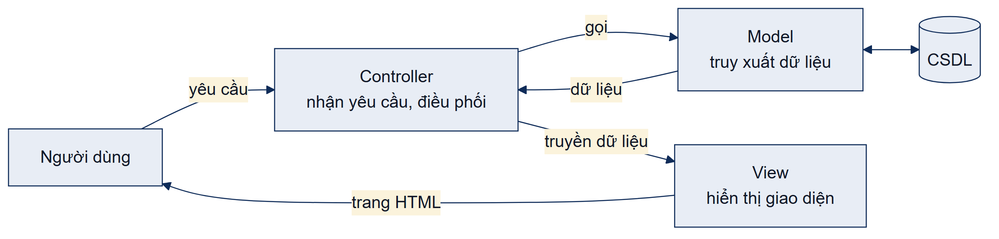 Người dùng
yêu cầu
Controller
nhận yêu cầu, điều phối
gọi
dữ liệu
Model
truy xuất dữ liệu
CSDL
truyền dữ liệu
View
hiển thị giao diện
trang HTML